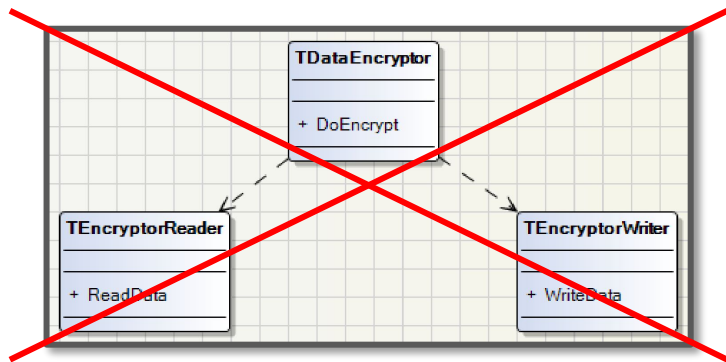 TDataEncryptor
+ DoEncrypt
TEncryptorReader
+ ReadData
TEncryptorWriter
+ WriteData